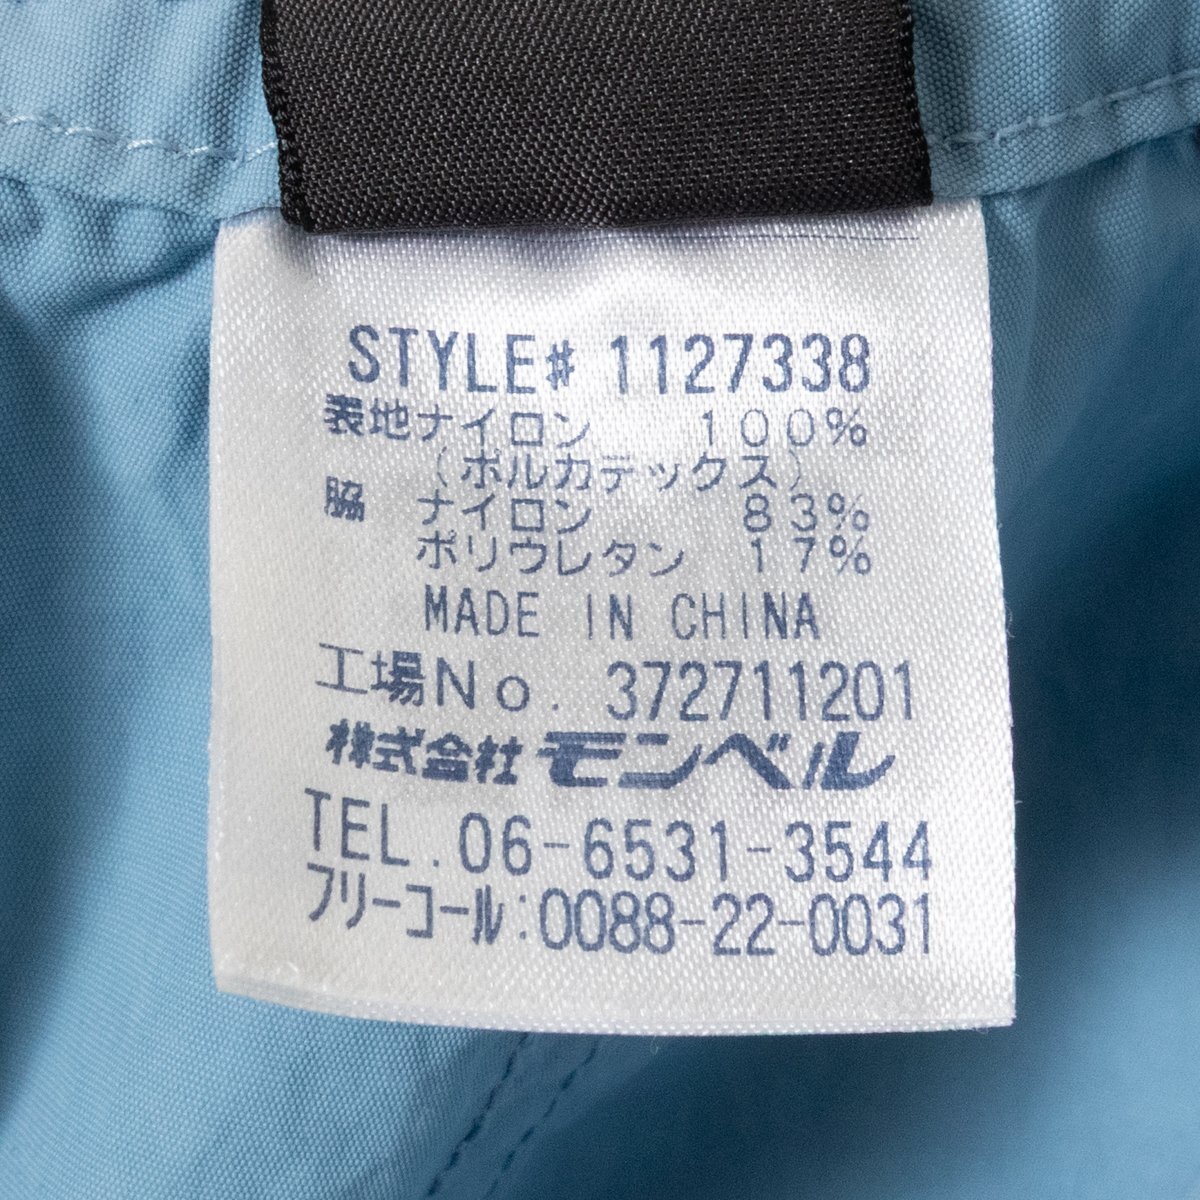 STYLE# 1127338
表地ナイロン 100%
(ポルカテックス)
脇 ナイロン 83%
ポリウレタン 17%
MADE IN CHINA
工場No. 372711201
株式会社モンベル
TEL. 06-6531-3544
フリーコール:0088-22-0031